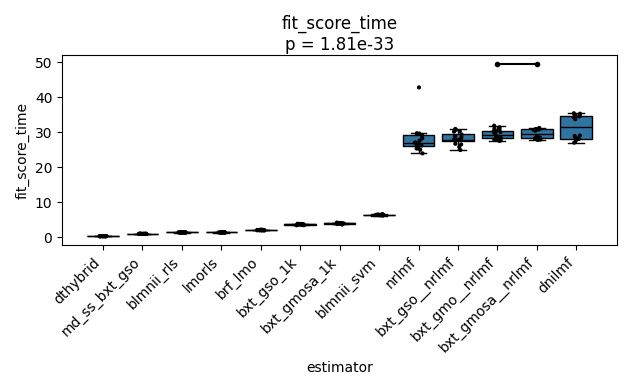 fit_score_time
p = 1.81e-33
fit_score_time
50
40
30
20
10
0
dthybrid
md_ss_bxt_gso
blmnii_rls
lmorls
brf_lmo
bxt_gso_1k
bxt_gmosa_1k
blmnii_svm
nrlmf
bxt_gso__nrlmf
bxt_gmo__nrlmf
bxt_gmosa__nrlmf
dnilmf
estimator